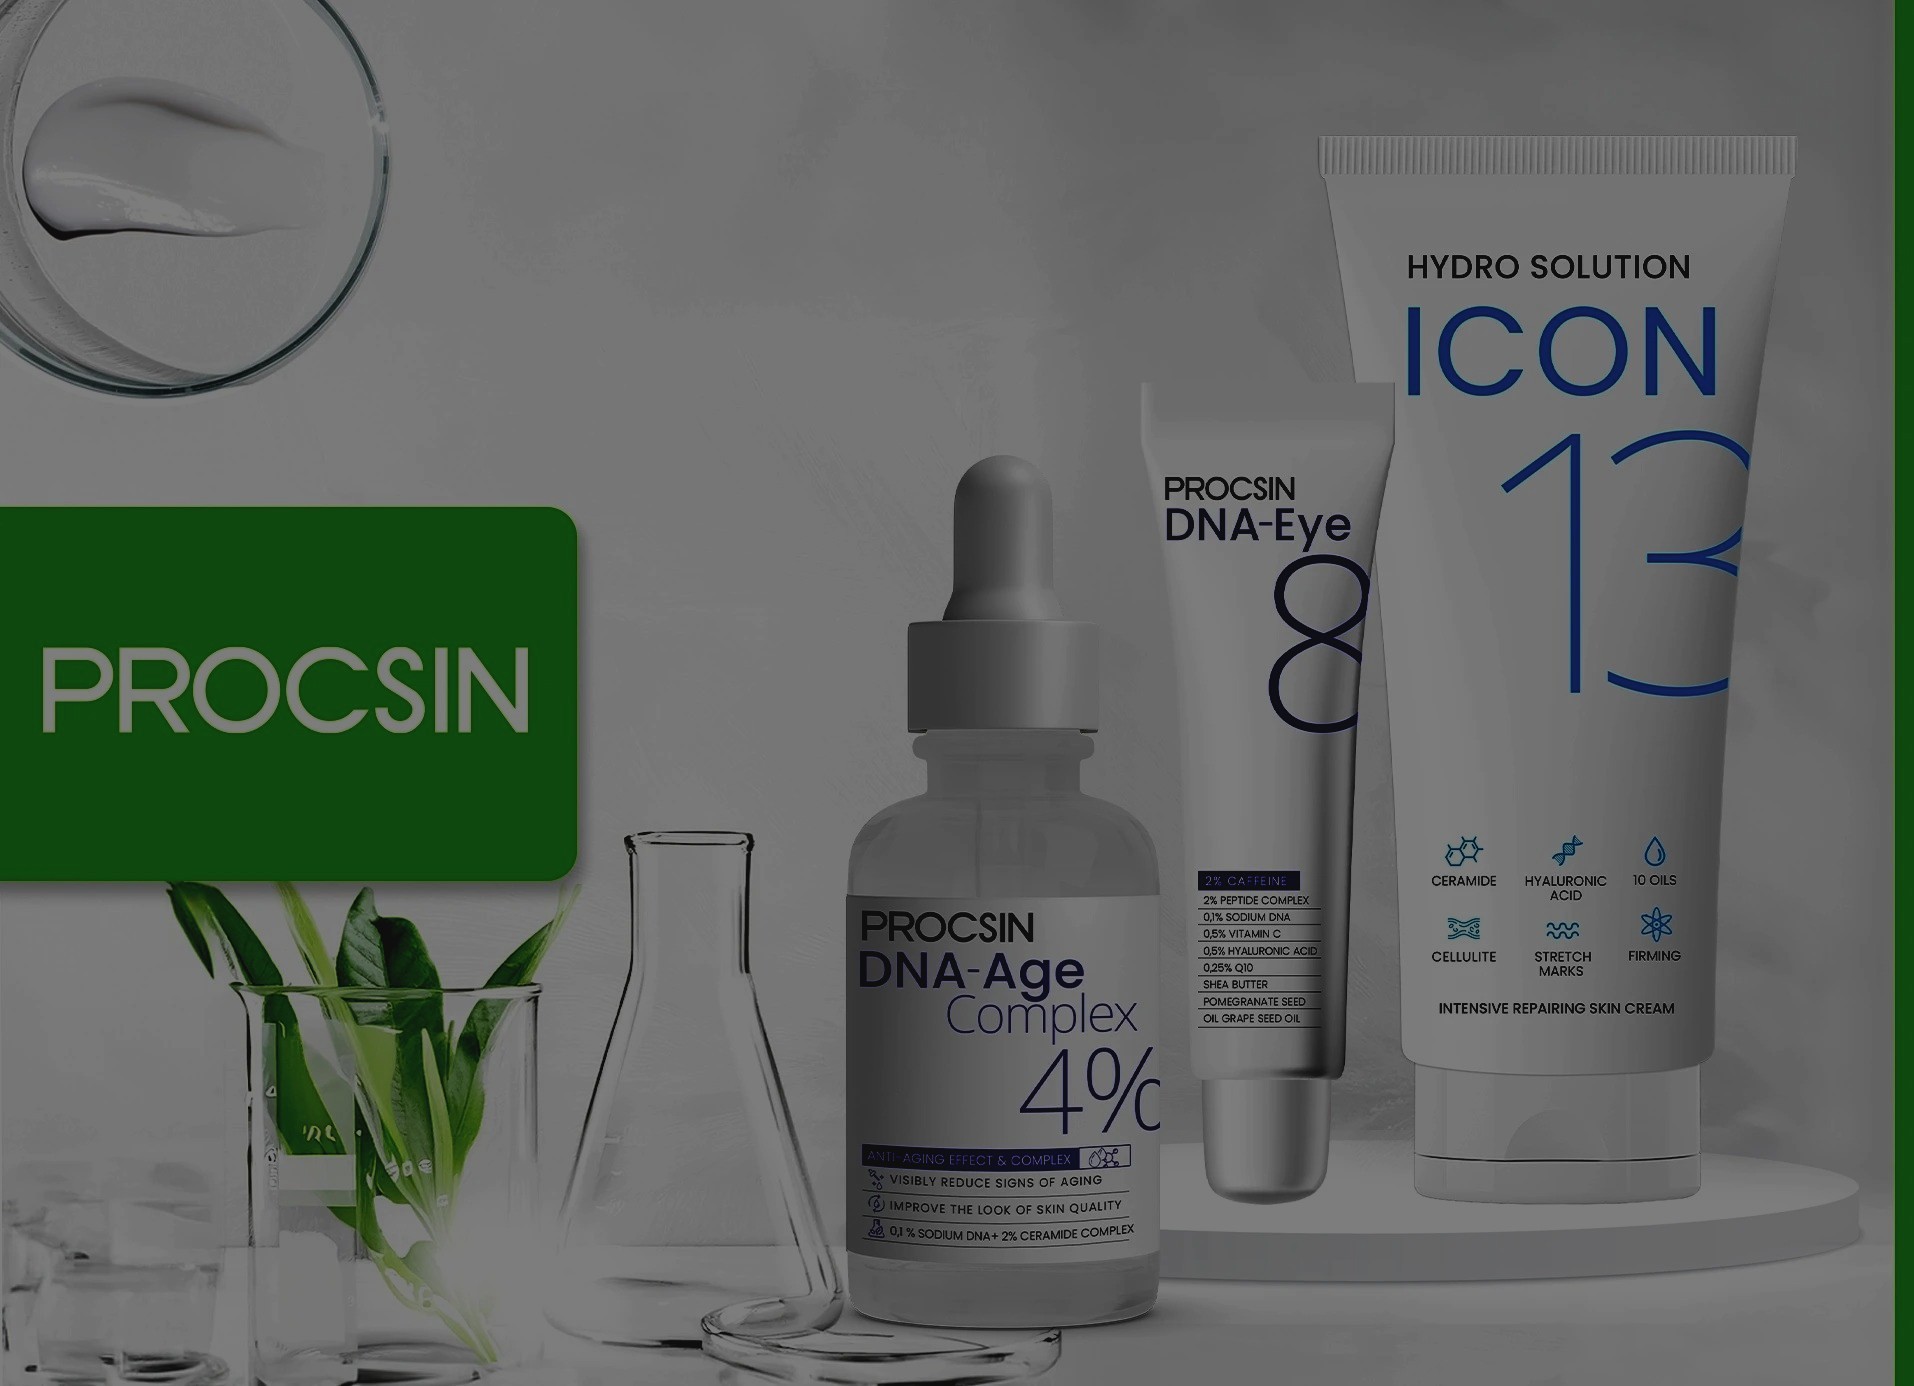 PROCSIN
PROCSIN
DNA-Age
Complex
4%
ANTI-AGING EFFECT & COMPLEX
VISIBLY REDUCE SIGNS OF AGING
IMPROVE THE LOOK OF SKIN QUALITY
0,1 % SODIUM DNA+ 2% CERAMIDE COMPLEX
PROCSIN
DNA-Eye
8
2% CAFFEINE
2% PEPTIDE COMPLEX
0,1% SODIUM DNA
0,5% VITAMIN C
0,5% HYALURONIC ACID
0,25% Q10
SHEA BUTTER
POMEGRANATE SEED
OIL GRAPE SEED OIL
HYDRO SOLUTION
ICON
13
CERAMIDE
HYALURONIC
ACID
10 OILS
CELLULITE
STRETCH
MARKS
FIRMING
INTENSIVE REPAIRING SKIN CREAM